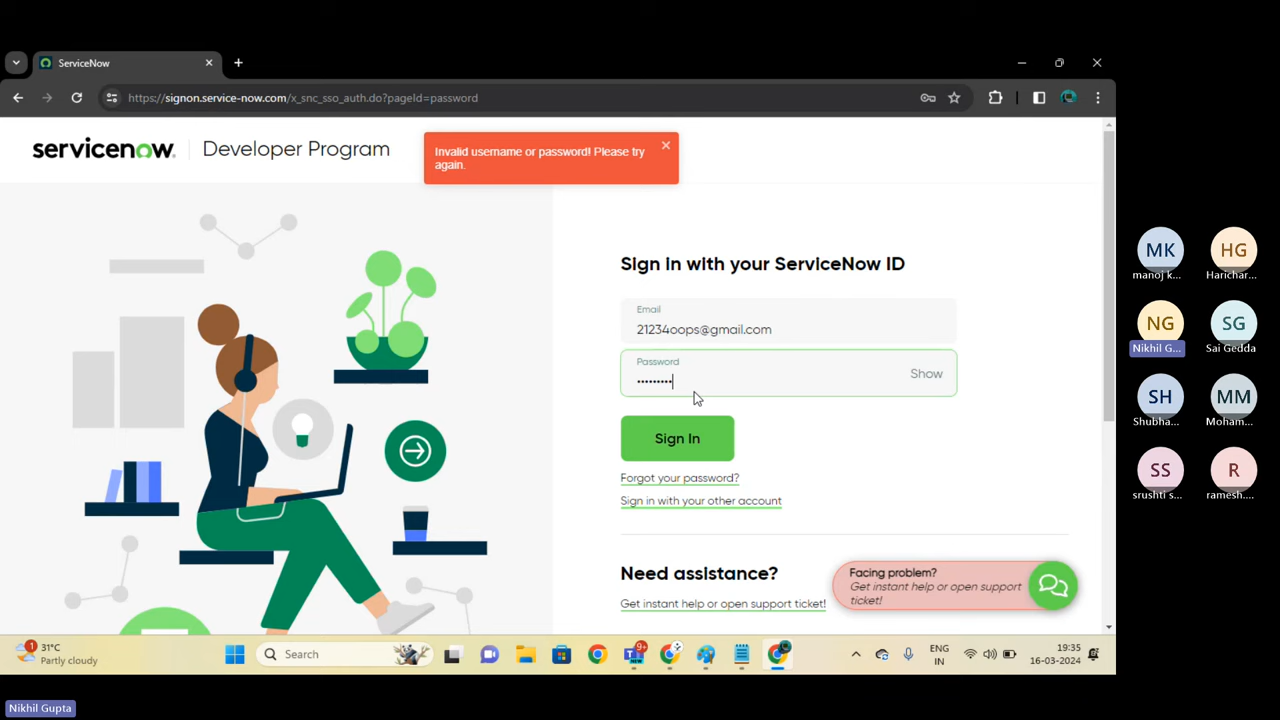 ServiceNow
https://signon.service-now.com/x_snc_sso_auth.do?pageId=password
servicenow
Developer Program
Invalid username or password! Please try
again.
Sign in with your ServiceNow ID
Email
21234oops@gmail.com
Password
•••••••••
Show
Sign In
Forgot your password?
Sign in with your other account
Need assistance?
Get instant help or open support ticket!
Facing problem?
Get instant help or open support
ticket!
MK
manoj k...
HG
Harichar...
NG
Nikhil G...
SG
Sai Gedda
SH
Shubha...
MM
Moham...
SS
srushti s...
R
ramesh....
1
31°C
Partly cloudy
Search
9+
NEW
ENG
IN
19:35
16-03-2024
Nikhil Gupta